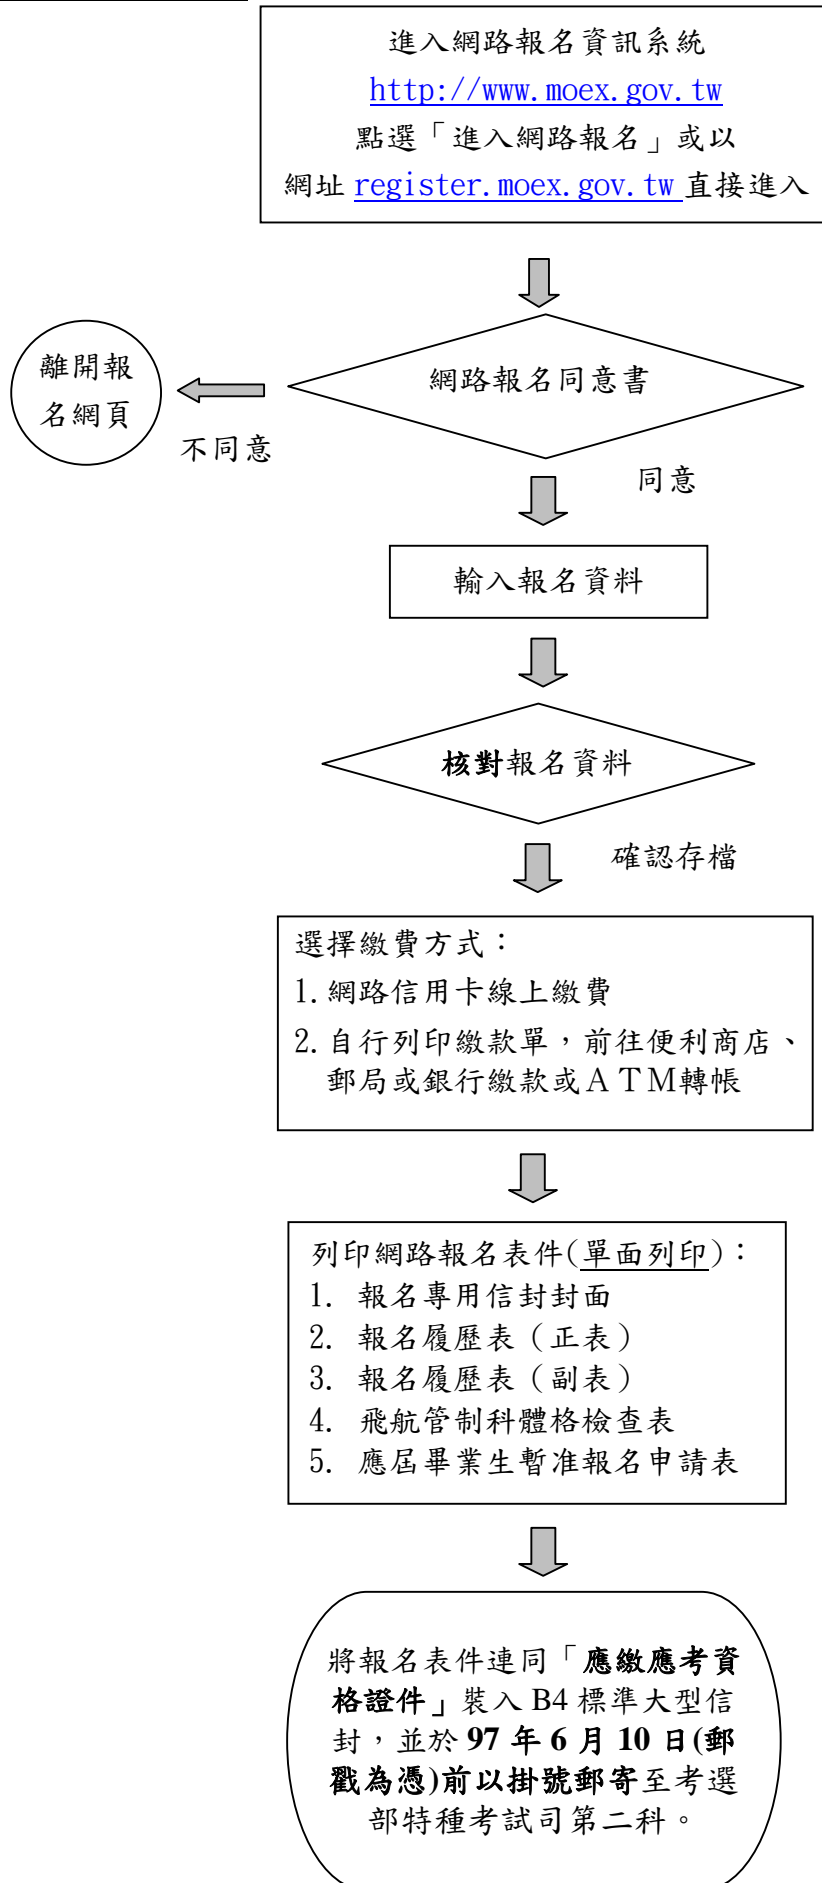 進入網路報名資訊系統
http://www.moex.gov.tw
點選「進入網路報名」或以
網址 register.moex.gov.tw 直接進入
離開報
名網頁
不同意
網路報名同意書
同意
輸入報名資料
核對報名資料
確認存檔
選擇繳費方式：
1. 網路信用卡線上繳費
2. 自行列印繳款單，前往便利商店、
郵局或銀行繳款或ＡＴＭ轉帳
列印網路報名表件(單面列印)：
1. 報名專用信封封面
2. 報名履歷表（正表）
3. 報名履歷表（副表）
4. 飛航管制科體格檢查表
5. 應屆畢業生暫准報名申請表
將報名表件連同「應繳應考資
格證件」裝入 B4 標準大型信
封，並於 97 年 6 月 10 日(郵
戳為憑)前以掛號郵寄至考選
部特種考試司第二科。